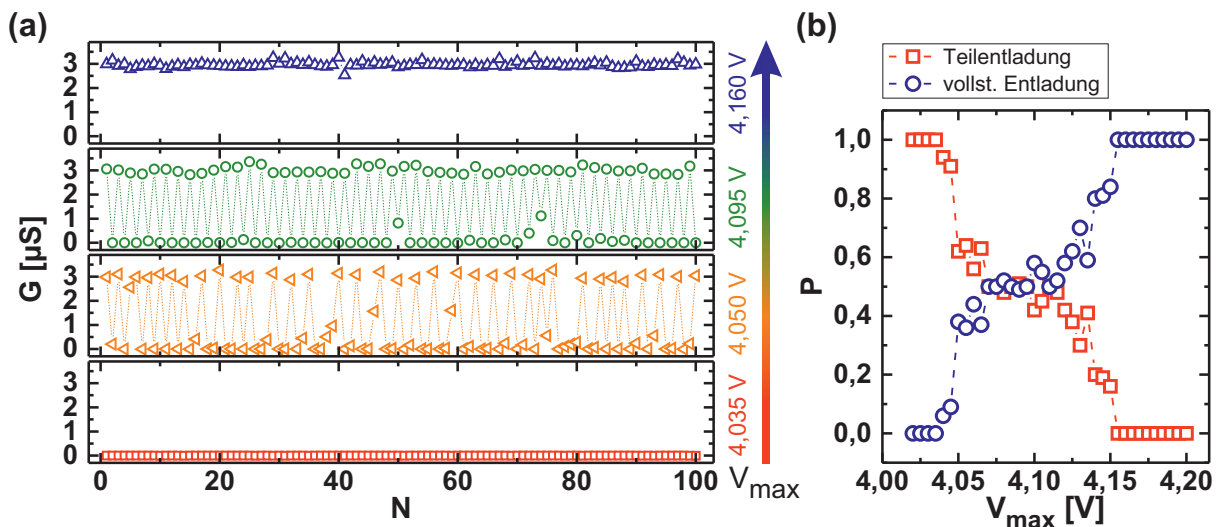 (a)
G [µS]
3
2
1
0
4,160 V
3
2
1
0
4,095 V
3
2
1
0
4,050 V
3
2
1
0
4,035 V
0 20 40 60 80 100
N
Vmax
(b)
Teilentladung
vollst. Entladung
P
1,0
0,8
0,6
0,4
0,2
0,0
4,00 4,05 4,10 4,15 4,20
Vmax [V]